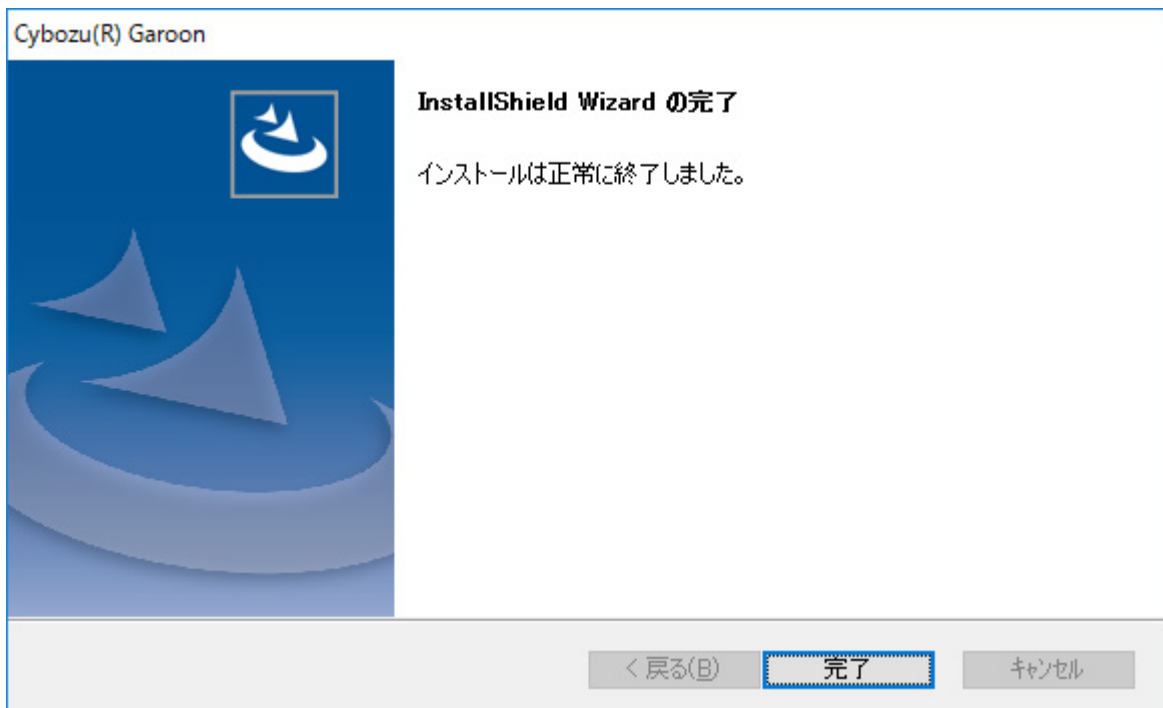 Cybozu(R) Garoon
InstallShield Wizard の完了
インストールは正常に終了しました。
< 戻る(B)
完了
キャンセル